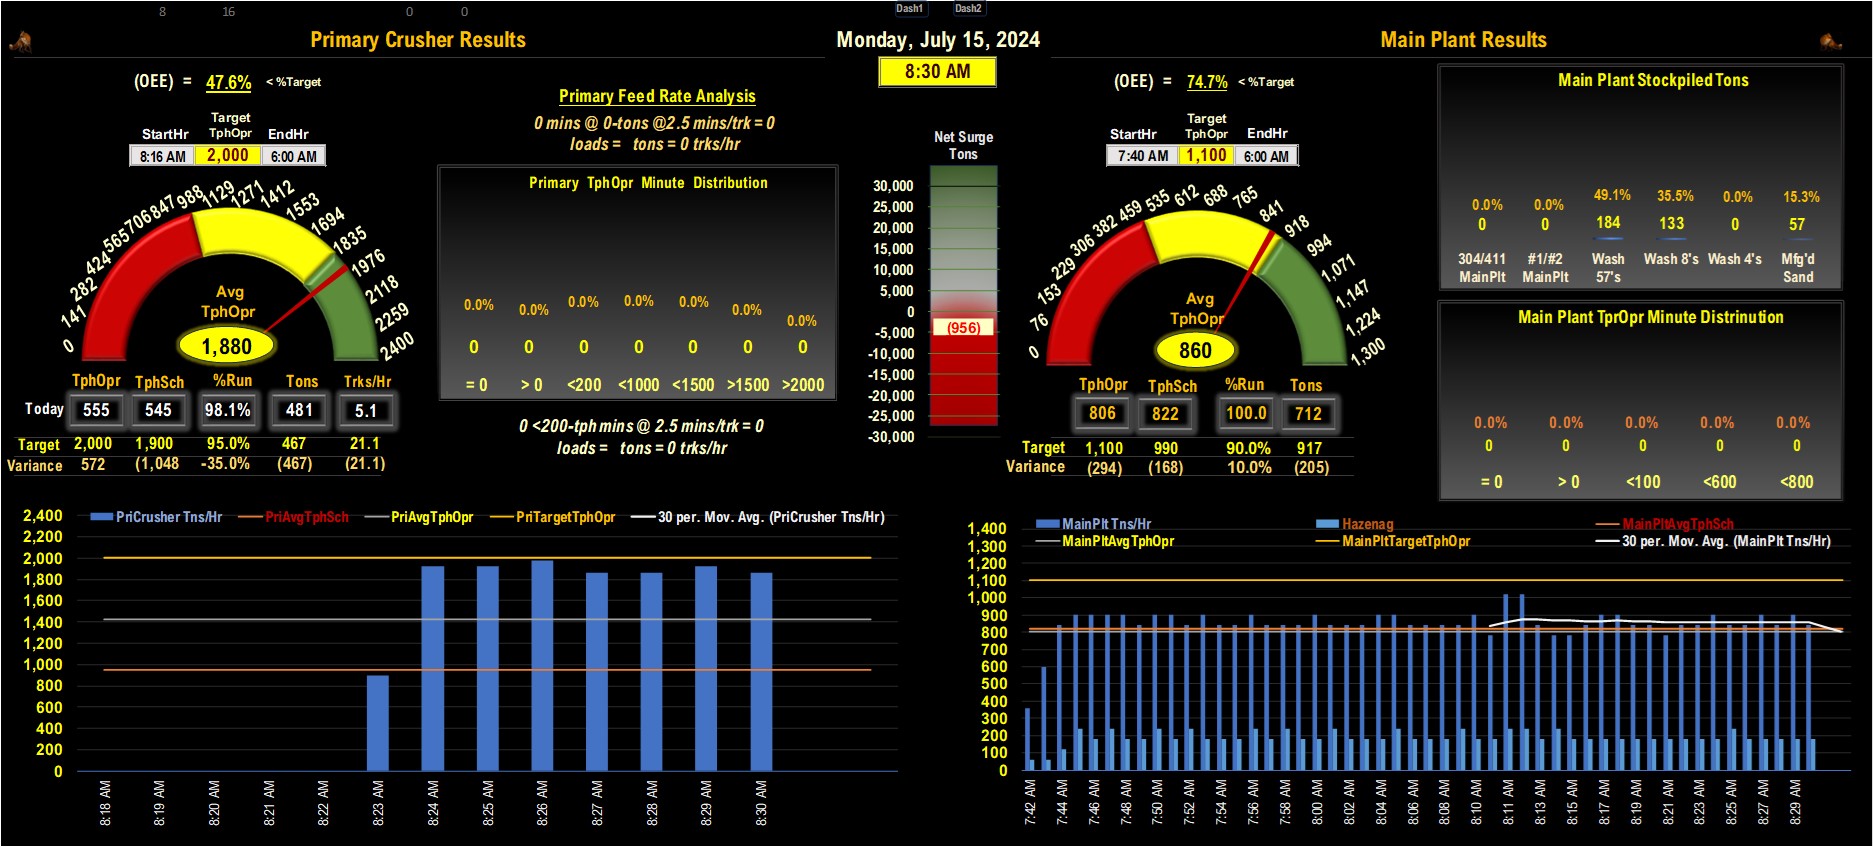 8 16 0 0 Dash1 Dash2
Primary Crusher Results
Monday, July 15, 2024
Main Plant Results
8:30 AM
(OEE) = 47.6% < %Target
Target
StartHr TphOpr EndHr
8:16 AM 2,000 6:00 AM
0 141 282 424 565 706 847 988 1129 1271 1412 1553 1694 1835 1976 2118 2259 2400
Avg
TphOpr
1,880
TphOpr TphSch %Run Tons Trks/Hr
Today 555 545 98.1% 481 5.1
Target 2,000 1,900 95.0% 467 21.1
Variance 572 (1,048 -35.0% (467) (21.1)
Primary Feed Rate Analysis
0 mins @ 0-tons @2.5 mins/trk = 0
loads = tons = 0 trks/hr
Primary TphOpr Minute Distribution
0.0% 0.0% 0.0% 0.0% 0.0% 0.0% 0.0%
0 0 0 0 0 0 0
= 0 > 0 <200 <1000 <1500 >1500 >2000
0 <200-tph mins @ 2.5 mins/trk = 0
loads = tons = 0 trks/hr
Net Surge
Tons
30,000
25,000
20,000
15,000
10,000
5,000
0
-5,000
-10,000
-15,000
-20,000
-25,000
-30,000
(956)
(OEE) = 74.7% < %Target
Target
StartHr TphOpr EndHr
7:40 AM 1,100 6:00 AM
0 76 153 229 306 382 459 535 612 688 765 841 918 994 1,071 1,147 1,224 1,300
Avg
TphOpr
860
TphOpr TphSch %Run Tons
806 822 100.0 712
Target 1,100 990 90.0% 917
Variance (294) (168) 10.0% (205)
Main Plant Stockpiled Tons
0.0% 0.0% 49.1% 35.5% 0.0% 15.3%
0 0 184 133 0 57
304/411 #1/#2 Wash Wash 8's Wash 4's Mfg'd
MainPlt MainPlt 57's Sand
Main Plant TprOpr Minute Distrinution
0.0% 0.0% 0.0% 0.0% 0.0% 0.0%
0 0 0 0 0 0
= 0 > 0 <100 <600 <800
PriCrusher Tns/Hr PriAvgTphSch PriAvgTphOpr PriTargetTphOpr 30 per. Mov. Avg. (PriCrusher Tns/Hr)
2,400
2,200
2,000
1,800
1,600
1,400
1,200
1,000
800
600
400
200
0
8:18 AM 8:19 AM 8:20 AM 8:21 AM 8:22 AM 8:23 AM 8:24 AM 8:25 AM 8:26 AM 8:27 AM 8:28 AM 8:29 AM 8:30 AM
MainPlt Tns/Hr Hazenag MainPltAvgTphSch
MainPltAvgTphOpr MainPltTargetTphOpr 30 per. Mov. Avg. (MainPlt Tns/Hr)
1,400
1,300
1,200
1,100
1,000
900
800
700
600
500
400
300
200
100
0
7:42 AM 7:44 AM 7:46 AM 7:48 AM 7:50 AM 7:52 AM 7:54 AM 7:56 AM 7:58 AM 8:00 AM 8:02 AM 8:04 AM 8:06 AM 8:08 AM 8:10 AM 8:11 AM 8:13 AM 8:15 AM 8:17 AM 8:19 AM 8:21 AM 8:23 AM 8:25 AM 8:27 AM 8:29 AM